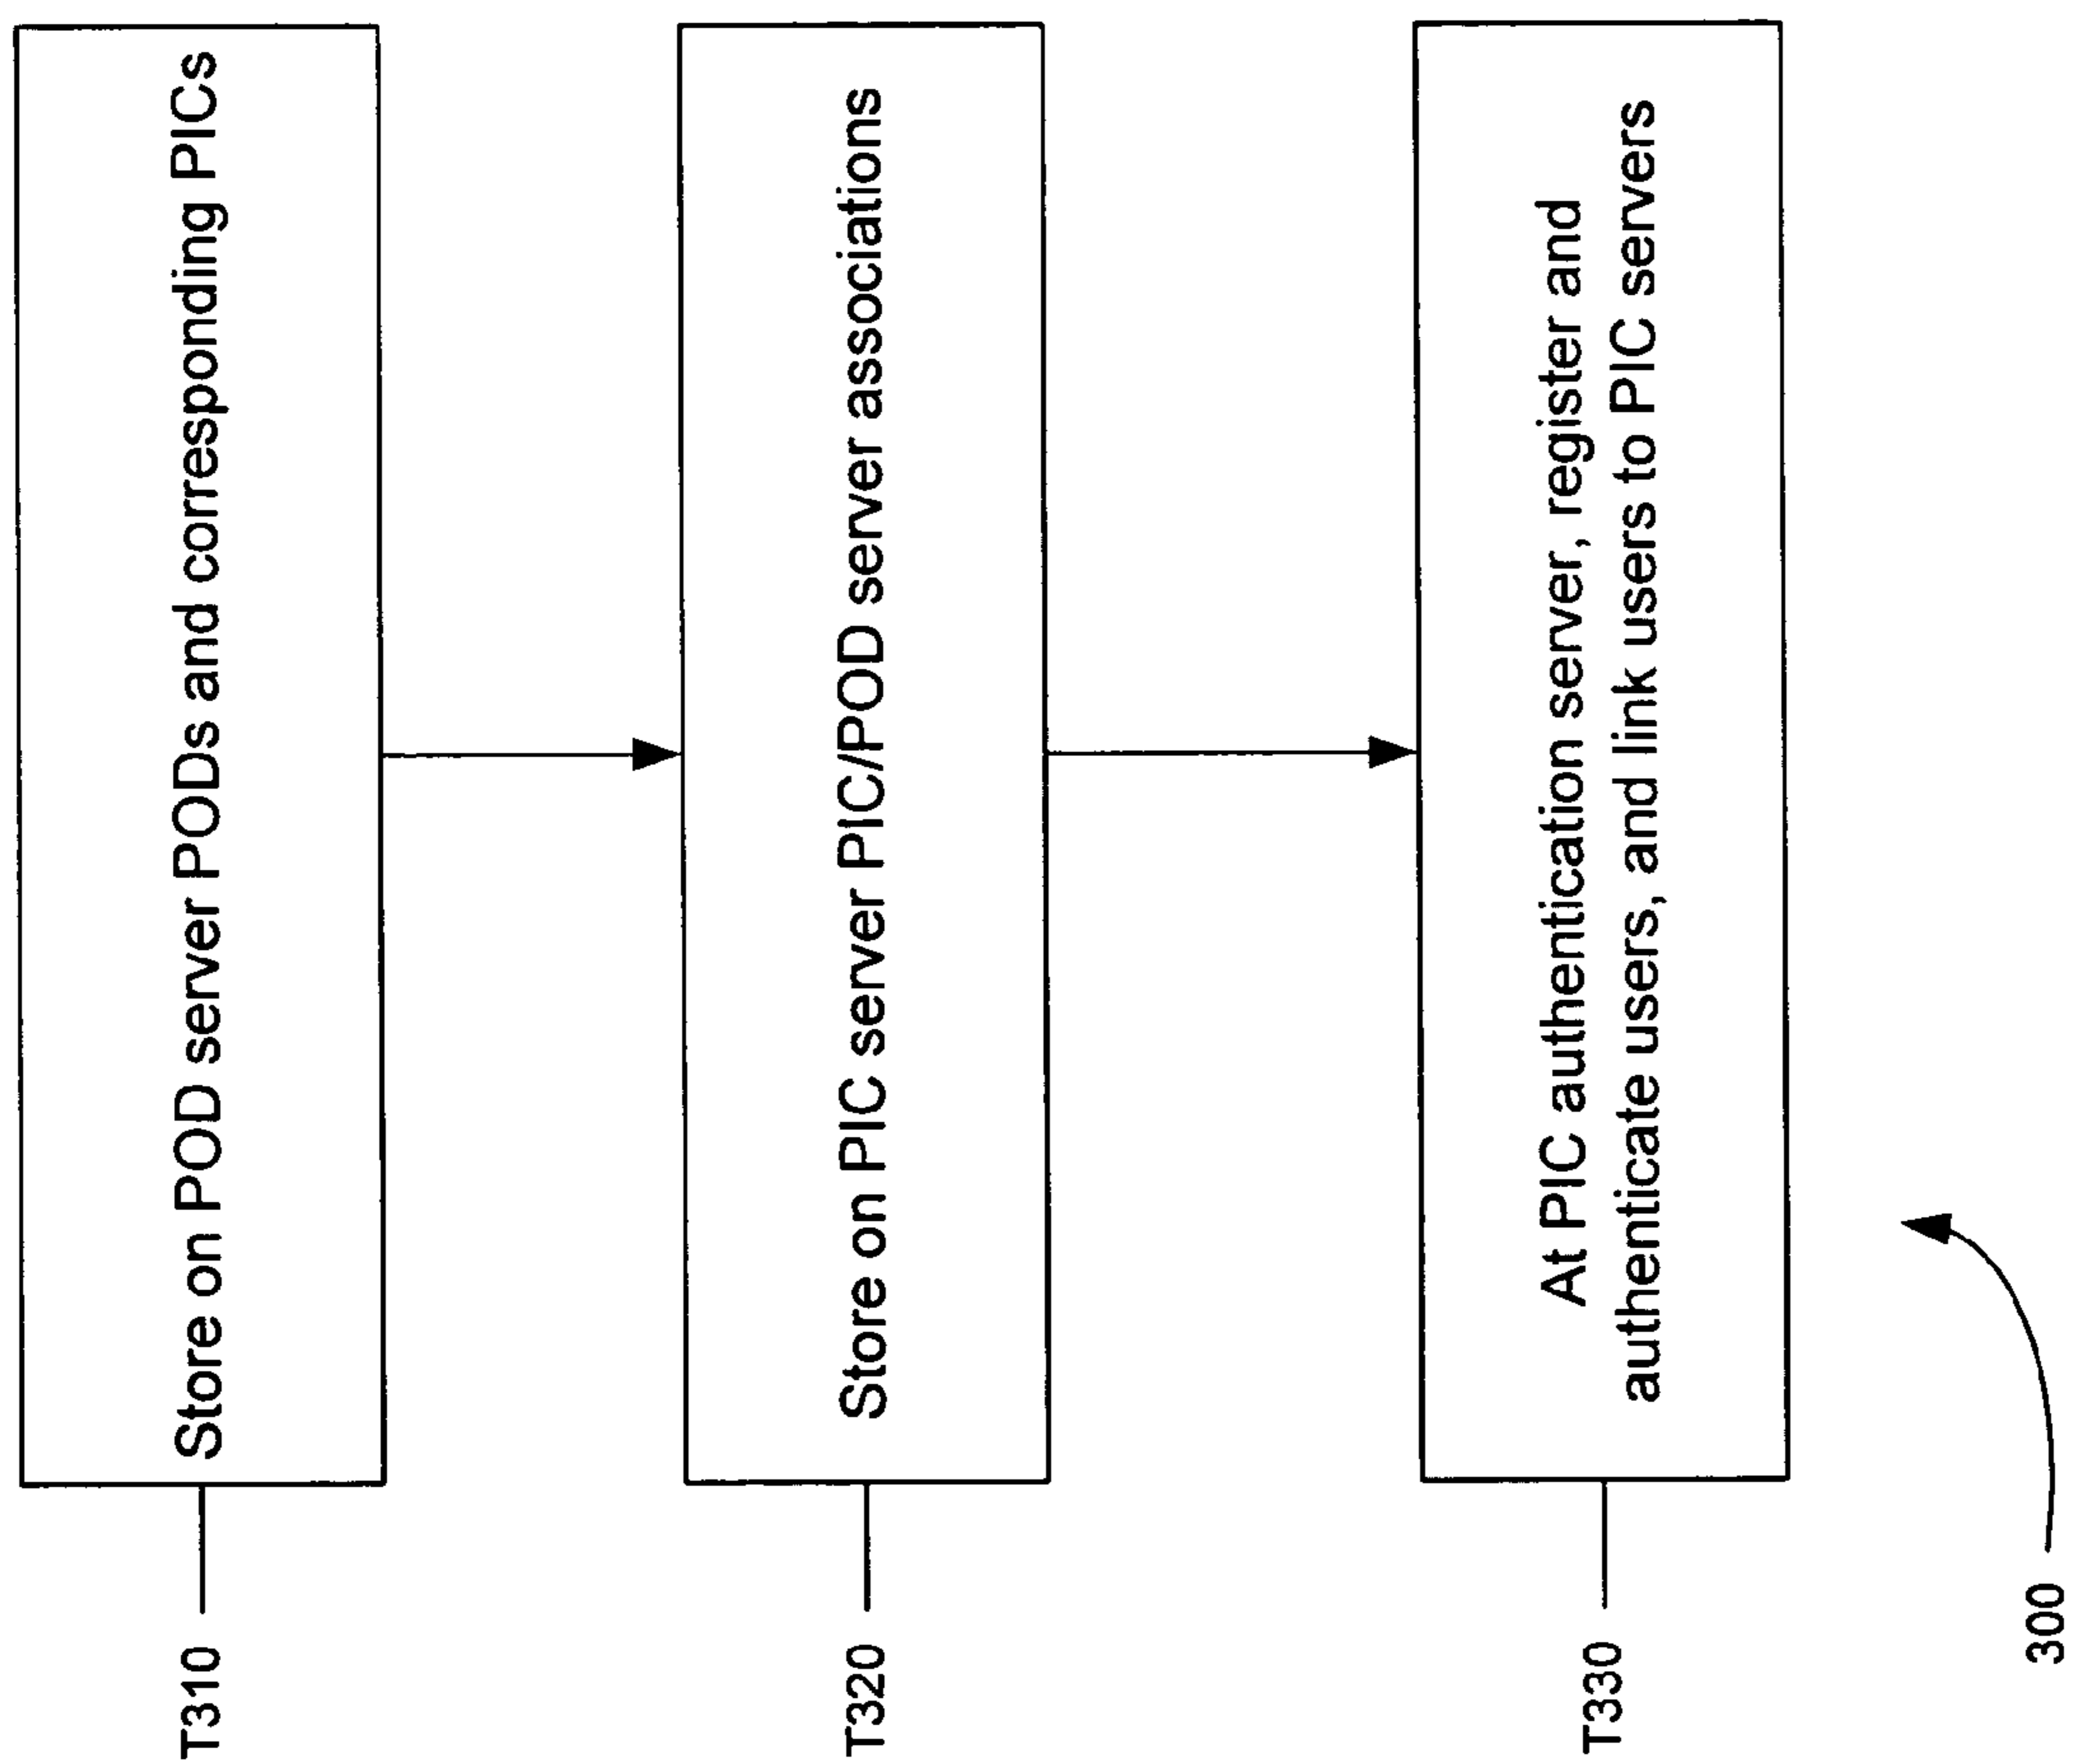 T310
Store on POD server PODs and corresponding PICs
T320
Store on PIC server PIC/POD server associations
T330
At PIC authentication server, register and
authenticate users, and link users to PIC servers
300